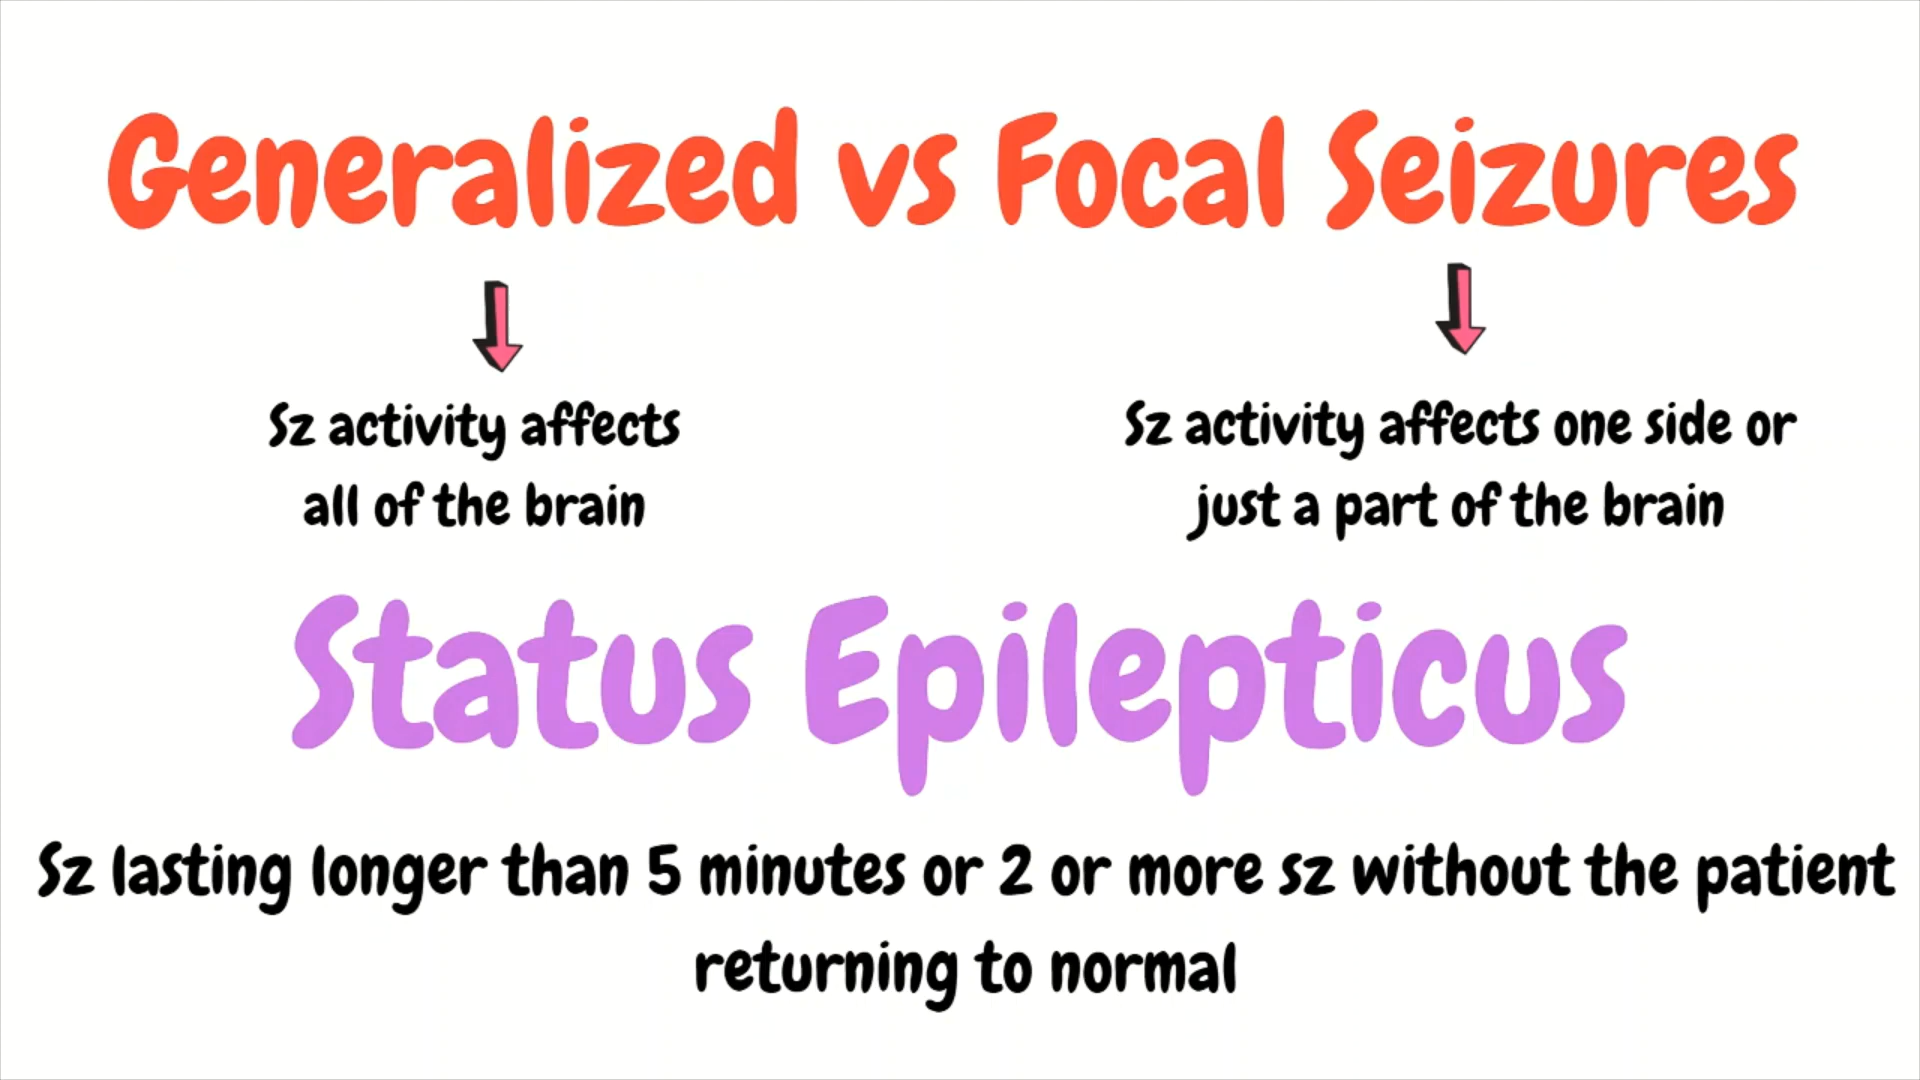 Generalized vs Focal Seizures
Sz activity affects
all of the brain
Sz activity affects one side or
just a part of the brain
Status Epilepticus
Sz lasting longer than 5 minutes or 2 or more sz without the patient
returning to normal